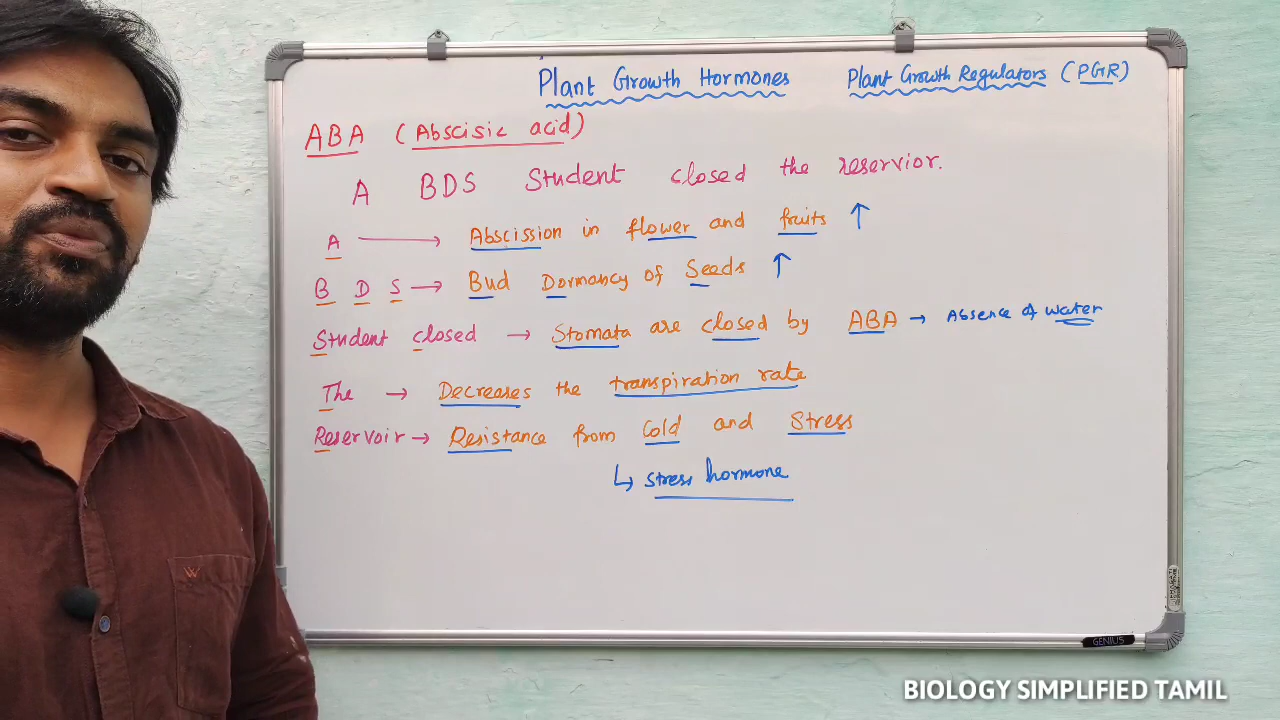 Plant Growth Hormones Plant Growth Regulators (PGR)
ABA (Abscisic acid)
A BDS Student closed the reservior.
A → Abscission in flower and fruits ↑
B D S → Bud Dormancy of Seeds ↑
Student closed → Stomata are closed by ABA → Absence of water
The → Decreases the transpiration rate
Reservoir → Resistance from Cold and Stress
↳ stress hormone
W
GENIUS
BIOLOGY SIMPLIFIED TAMIL